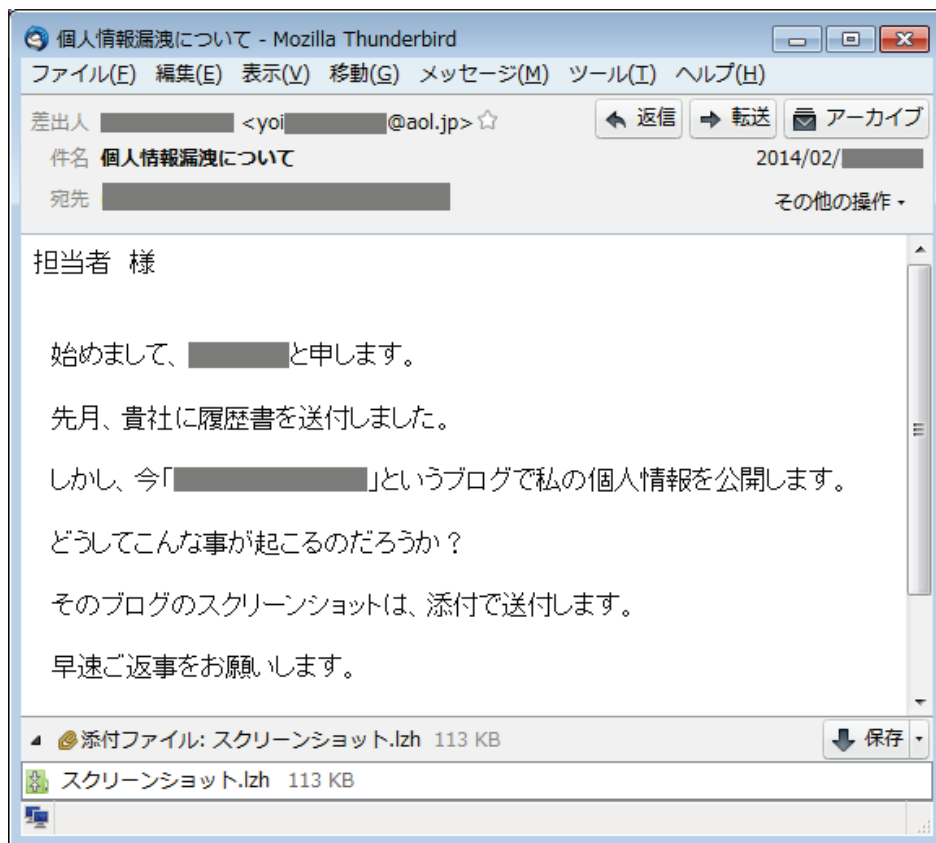 個人情報漏洩について - Mozilla Thunderbird
ファイル(F) 編集(E) 表示(V) 移動(G) メッセージ(M) ツール(T) ヘルプ(H)
差出人 <yoi @aol.jp> 返信 転送 アーカイブ
件名 個人情報漏洩について 2014/02/
宛先 その他の操作
担当者 様
始めまして、 と申します。
先月、貴社に履歴書を送付しました。
しかし、今「 」というブログで私の個人情報を公開します。
どうしてこんな事が起こるのだろうか？
そのブログのスクリーンショットは、添付で送付します。
早速ご返事をお願いします。
添付ファイル: スクリーンショット.lzh 113 KB 保存
スクリーンショット.lzh 113 KB